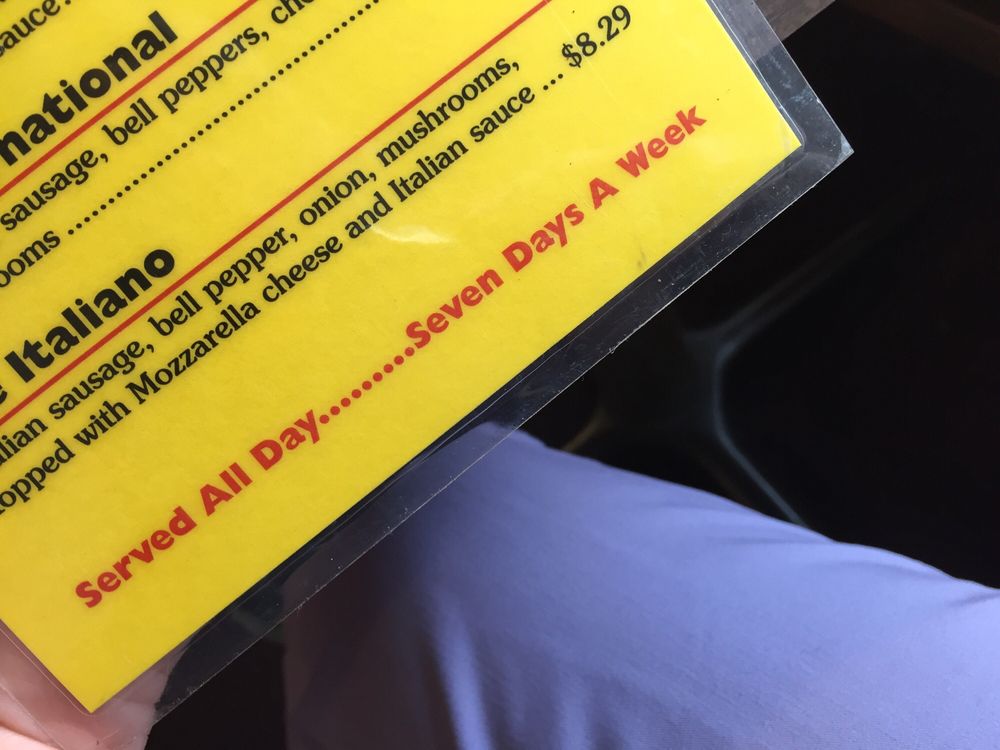 sauce
national
sausage, bell peppers,
ooms ..............................
Italiano
lian sausage, bell pepper, onion, mushrooms,
opped with Mozzarella cheese and Italian sauce ... $8.29
Served All Day.........Seven Days A Week